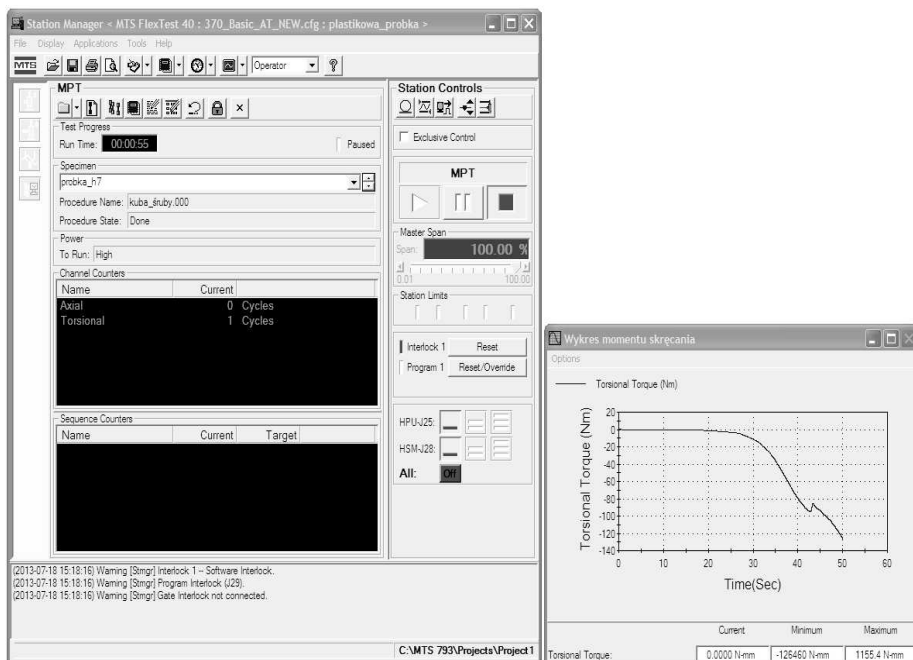 Station Manager < MTS FlexTest 40 : 370_Basic_AT_NEW.cfg : plastikowa_probka >
File Display Applications Tools Help
MTS Operator
MPT
Test Progress
Run Time: 00:00:55 Paused
Specimen
probka_h7
Procedure Name: kuba_śruby.000
Procedure State: Done
Power
To Run: High
Channel Counters
Name Current
Axial 0 Cycles
Torsional 1 Cycles
Sequence Counters
Name Current Target
Station Controls
Exclusive Control
MPT
Master Span
Span: 100.00 %
0.01 100.00
Station Limits
Interlock 1 Reset
Program 1 Reset/Override
HPU-J25:
HSM-J28:
All: Off
(2013-07-18 15:18:16) Warning [Stmgr] Interlock 1 -- Software Interlock.
(2013-07-18 15:18:16) Warning [Stmgr] Program Interlock (J29).
(2013-07-18 15:18:16) Warning [Stmgr] Gate Interlock not connected.
C:\MTS 793\Projects\Project1
Wykres momentu skręcania
Options
Torsional Torque (Nm)
Torsional Torque (Nm)
20
0
-20
-40
-60
-80
-100
-120
-140
0 10 20 30 40 50 60
Time(Sec)
Current Minimum Maximum
Torsional Torque: 0.0000 N-mm -126460 N-mm 1155.4 N-mm